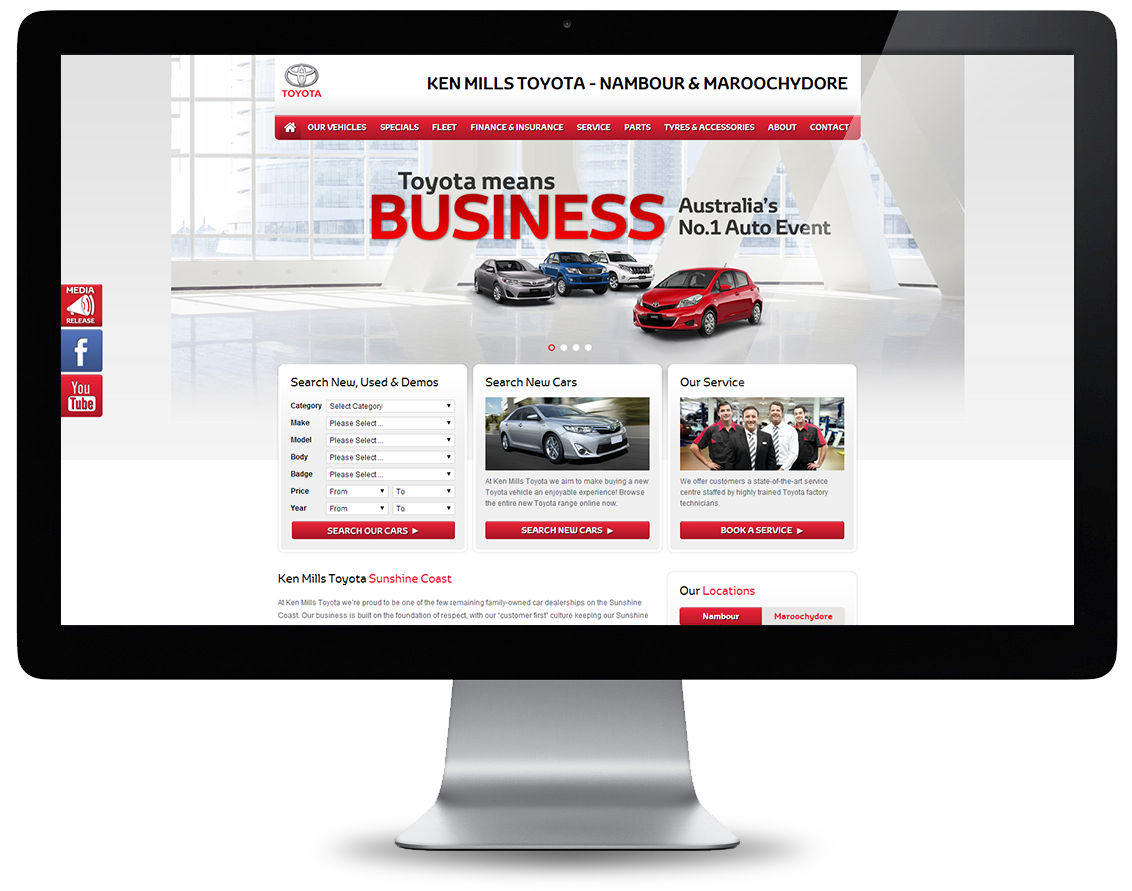 TOYOTA
KEN MILLS TOYOTA - NAMBOUR & MAROOCHYDORE
OUR VEHICLES SPECIALS FLEET FINANCE & INSURANCE SERVICE PARTS TYRES & ACCESSORIES ABOUT CONTACT
Toyota means
BUSINESS
Australia's
No.1 Auto Event
MEDIA
RELEASE
f
You
Tube
Search New, Used & Demos
Category Select Category
Make Please Select ...
Model Please Select ...
Body Please Select ...
Badge Please Select ...
Price From To
Year From To
SEARCH OUR CARS
Search New Cars
At Ken Mills Toyota we aim to make buying a new
Toyota vehicle an enjoyable experience! Browse
the entire new Toyota range online now.
SEARCH NEW CARS
Our Service
We offer customers a state-of-the-art service
centre staffed by highly trained Toyota factory
technicians.
BOOK A SERVICE
Ken Mills Toyota Sunshine Coast
At Ken Mills Toyota we're proud to be one of the few remaining family-owned car dealerships on the Sunshine
Coast. Our business is built on the foundation of respect, with our "customer first" culture keeping our Sunshine
Our Locations
Nambour Maroochydore